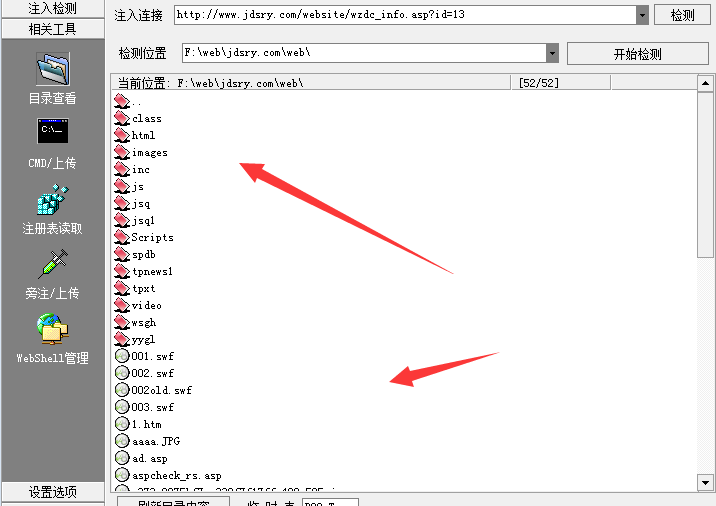 注入检测
相关工具
目录查看
C:\_
CMD/上传
注册表读取
旁注/上传
WebShell管理
设置选项
注入连接 http://www.jdsry.com/website/wzdc_info.asp?id=13 检测
检测位置 F:\web\jdsry.com\web\ 开始检测
当前位置: F:\web\jdsry.com\web\ [52/52]
..
class
html
images
inc
js
jsq
jsq1
Scripts
spdb
tpnews1
tpxt
video
wsgh
yygl
001.swf
002.swf
002old.swf
003.swf
1.htm
aaaa.JPG
ad.asp
aspcheck_rs.asp
刷新目录内容